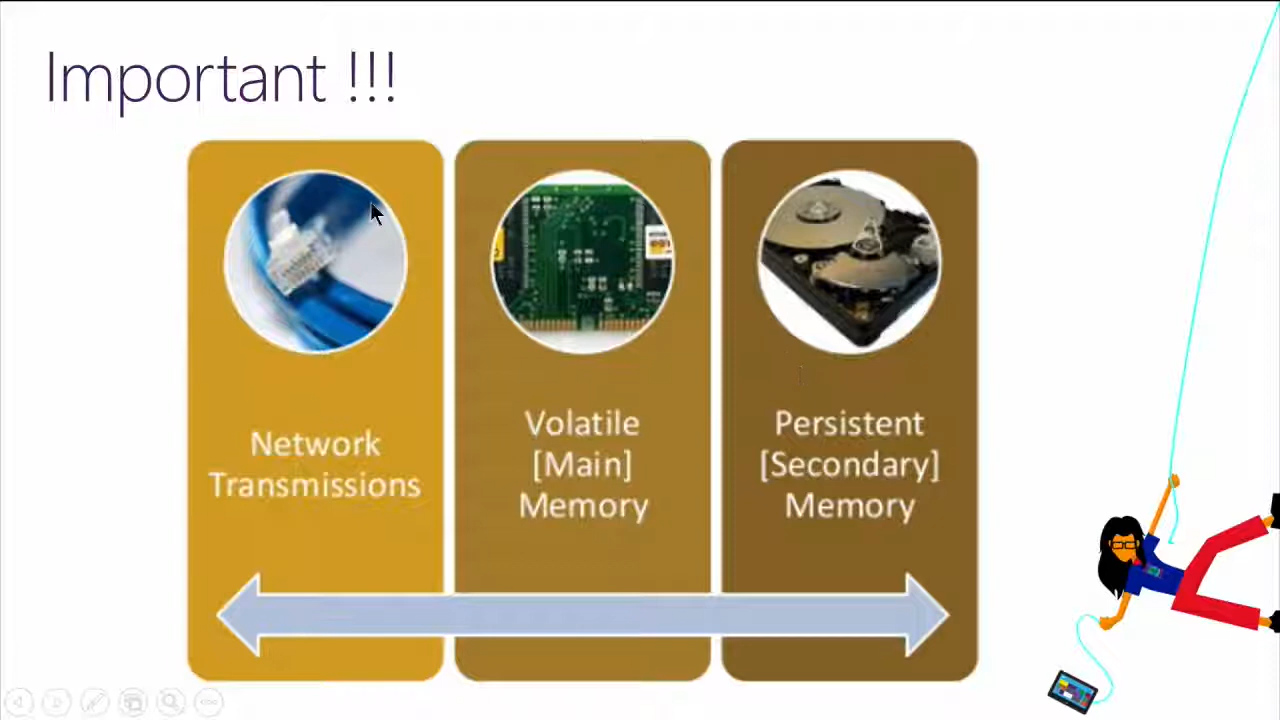 Important !!!
Network
Transmissions
Volatile
[Main]
Memory
Persistent
[Secondary]
Memory